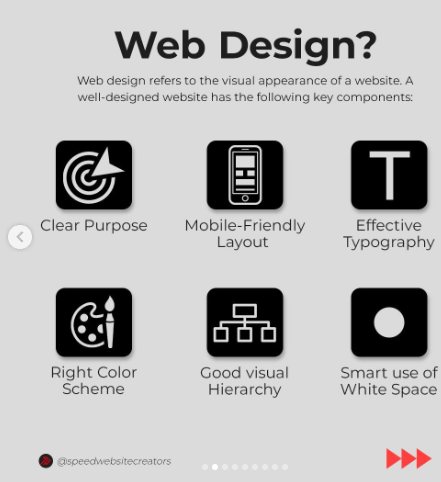 Web Design?
Web design refers to the visual appearance of a website. A
well-designed website has the following key components:
Clear Purpose
Mobile-Friendly
Layout
T
Effective
Typography
Right Color
Scheme
Good visual
Hierarchy
Smart use of
White Space
@speedwebsitecreators